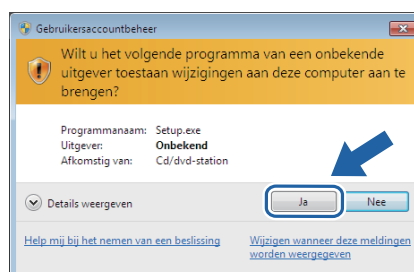 Gebruikersaccountbeheer
Wilt u het volgende programma van een onbekende
uitgever toestaan wijzigingen aan deze computer aan te
brengen?
Programmanaam: Setup.exe
Uitgever: Onbekend
Afkomstig van: Cd/dvd-station
Details weergeven
Ja
Nee
Help mij bij het nemen van een beslissing
Wijzigen wanneer deze meldingen
worden weergegeven